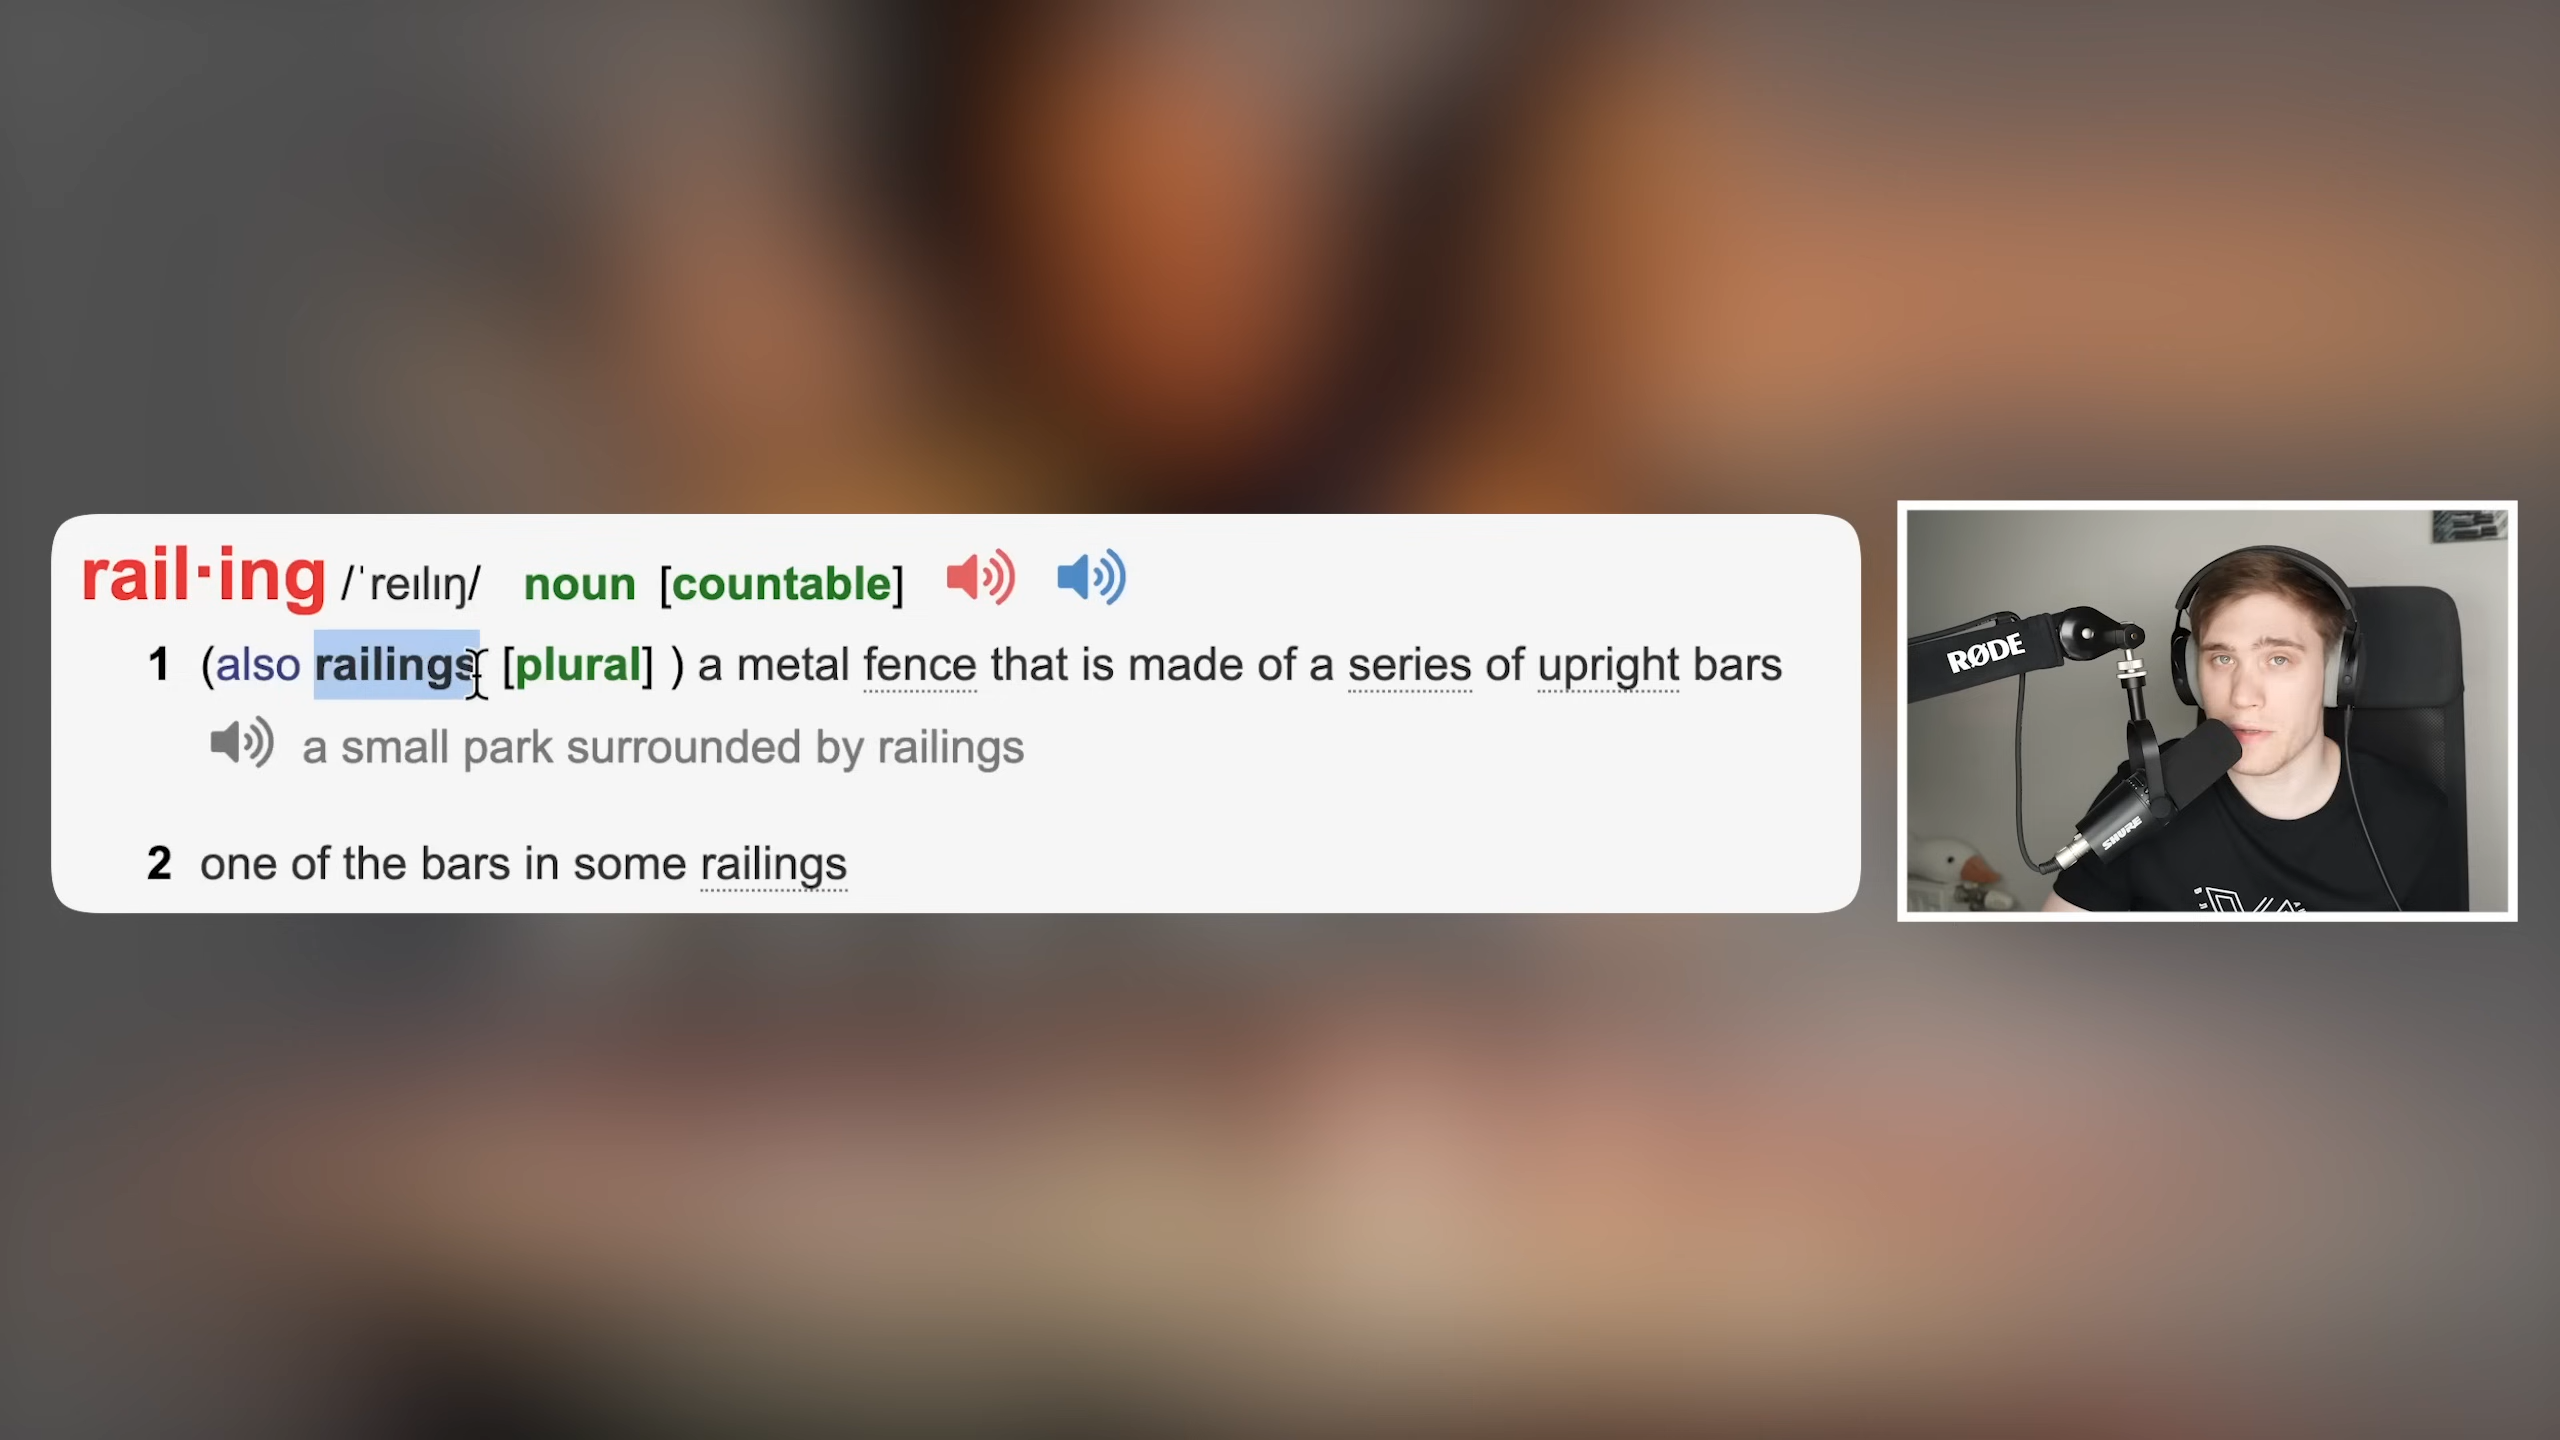 rail·ing /ˈreɪlɪŋ/ noun [countable]
1 (also railings [plural] ) a metal fence that is made of a series of upright bars
a small park surrounded by railings
2 one of the bars in some railings
RØDE
SHURE